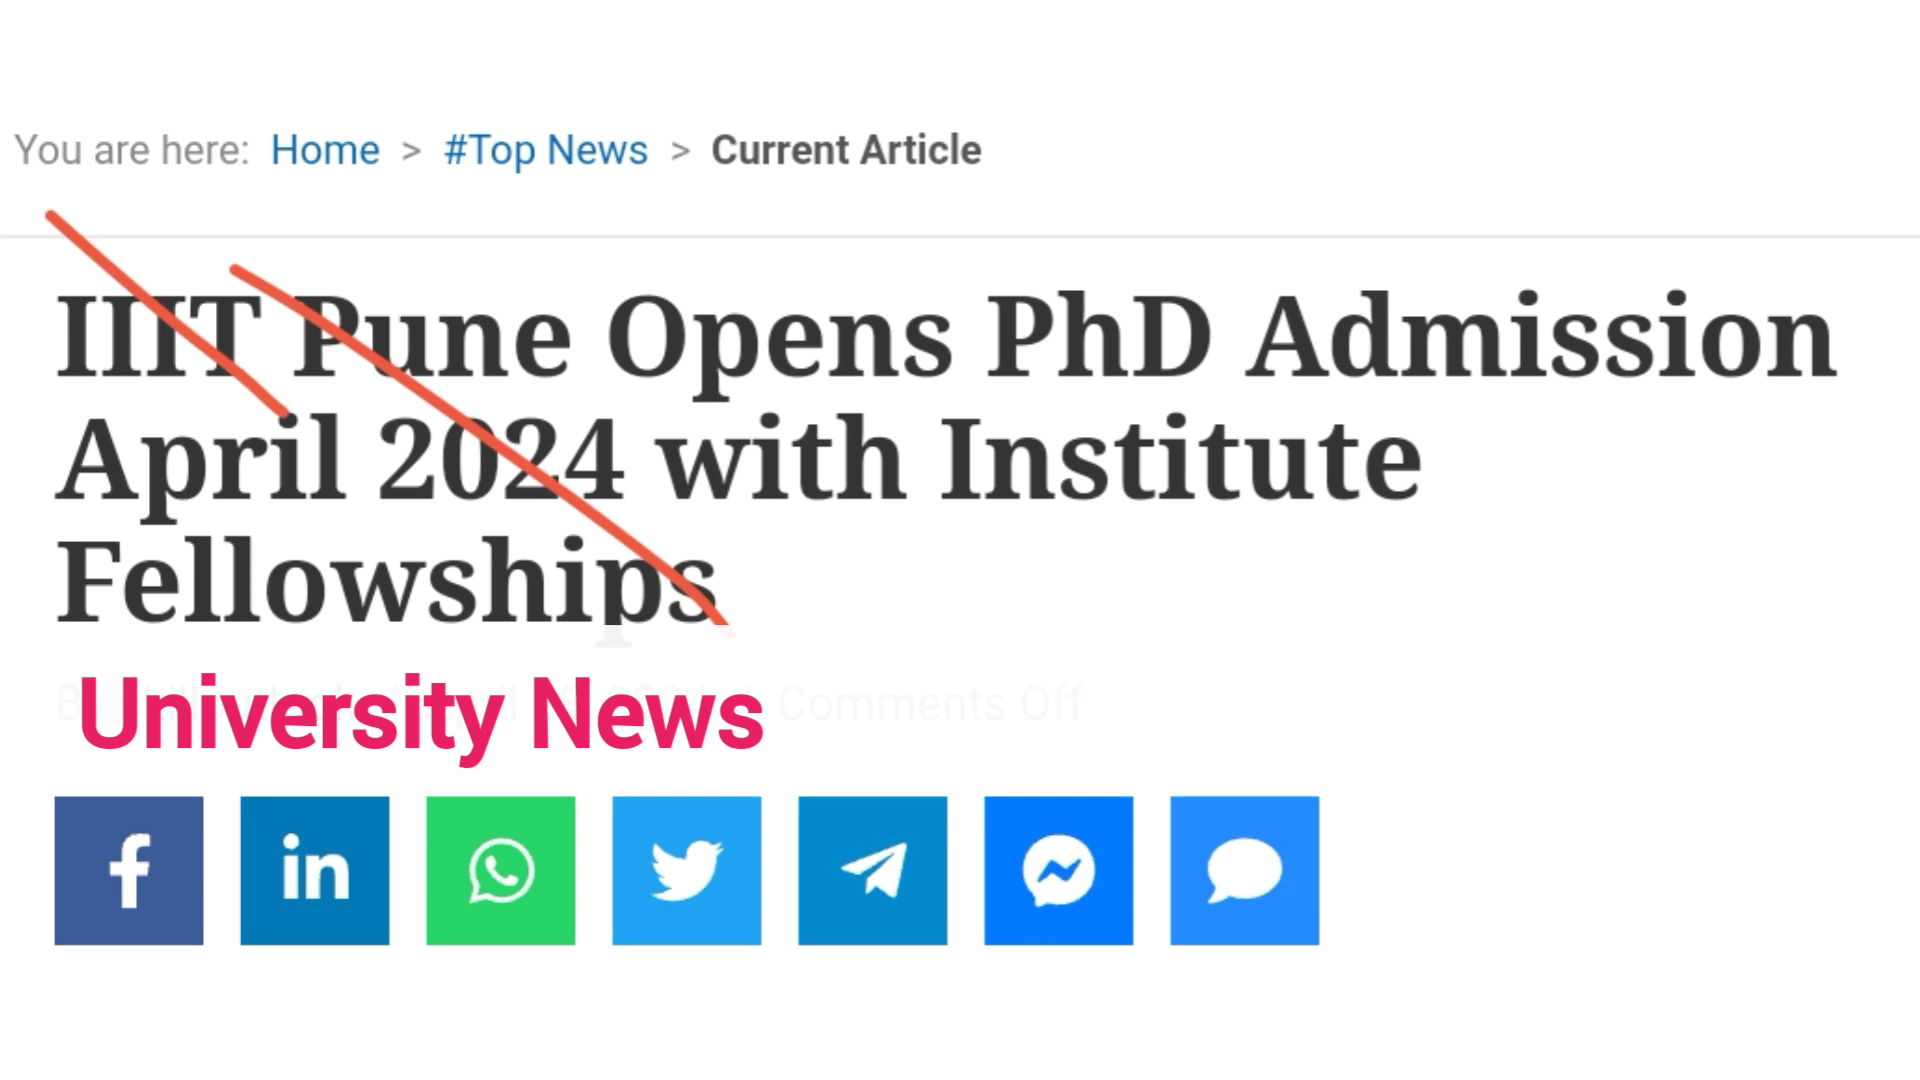 You are here: Home > #Top News > Current Article
IIIT Pune Opens PhD Admission
April 2024 with Institute
Fellowships
University News
Comments Off
f in